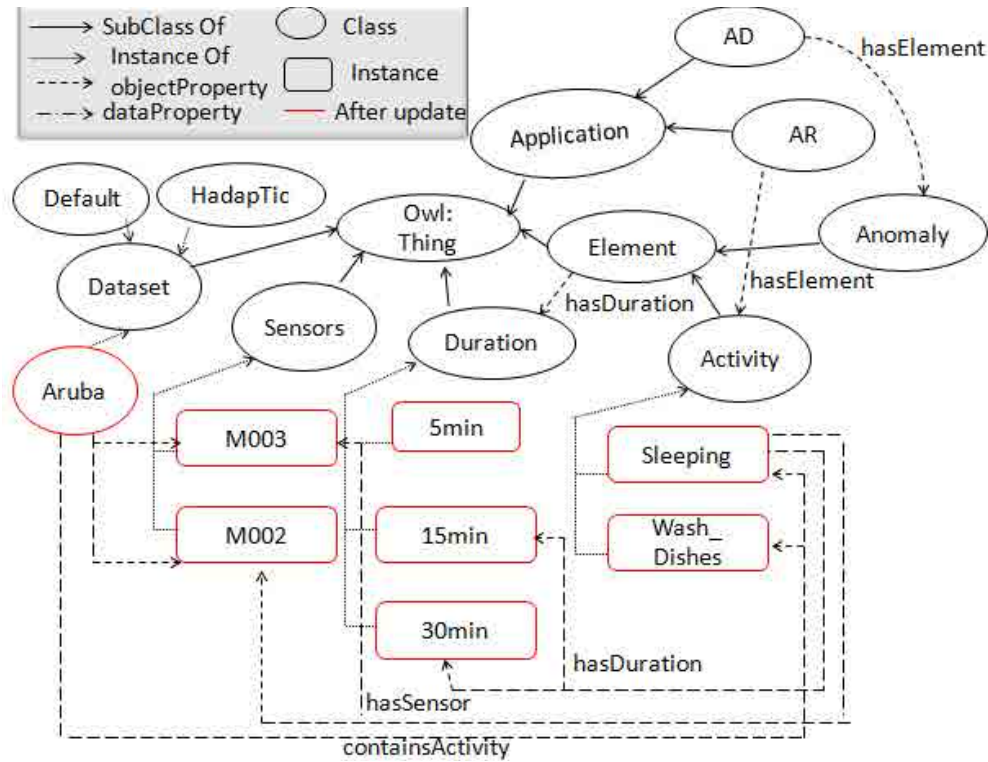 SubClass Of
Class
Instance Of
Instance
objectProperty
dataProperty
After update
AD
hasElement
Application
AR
Default
HadapTic
Owl:
Thing
Element
Anomaly
Dataset
hasDuration
hasElement
Sensors
Duration
Activity
Aruba
M003
5min
Sleeping
M002
15min
Wash_
Dishes
30min
hasDuration
hasSensor
containsActivity